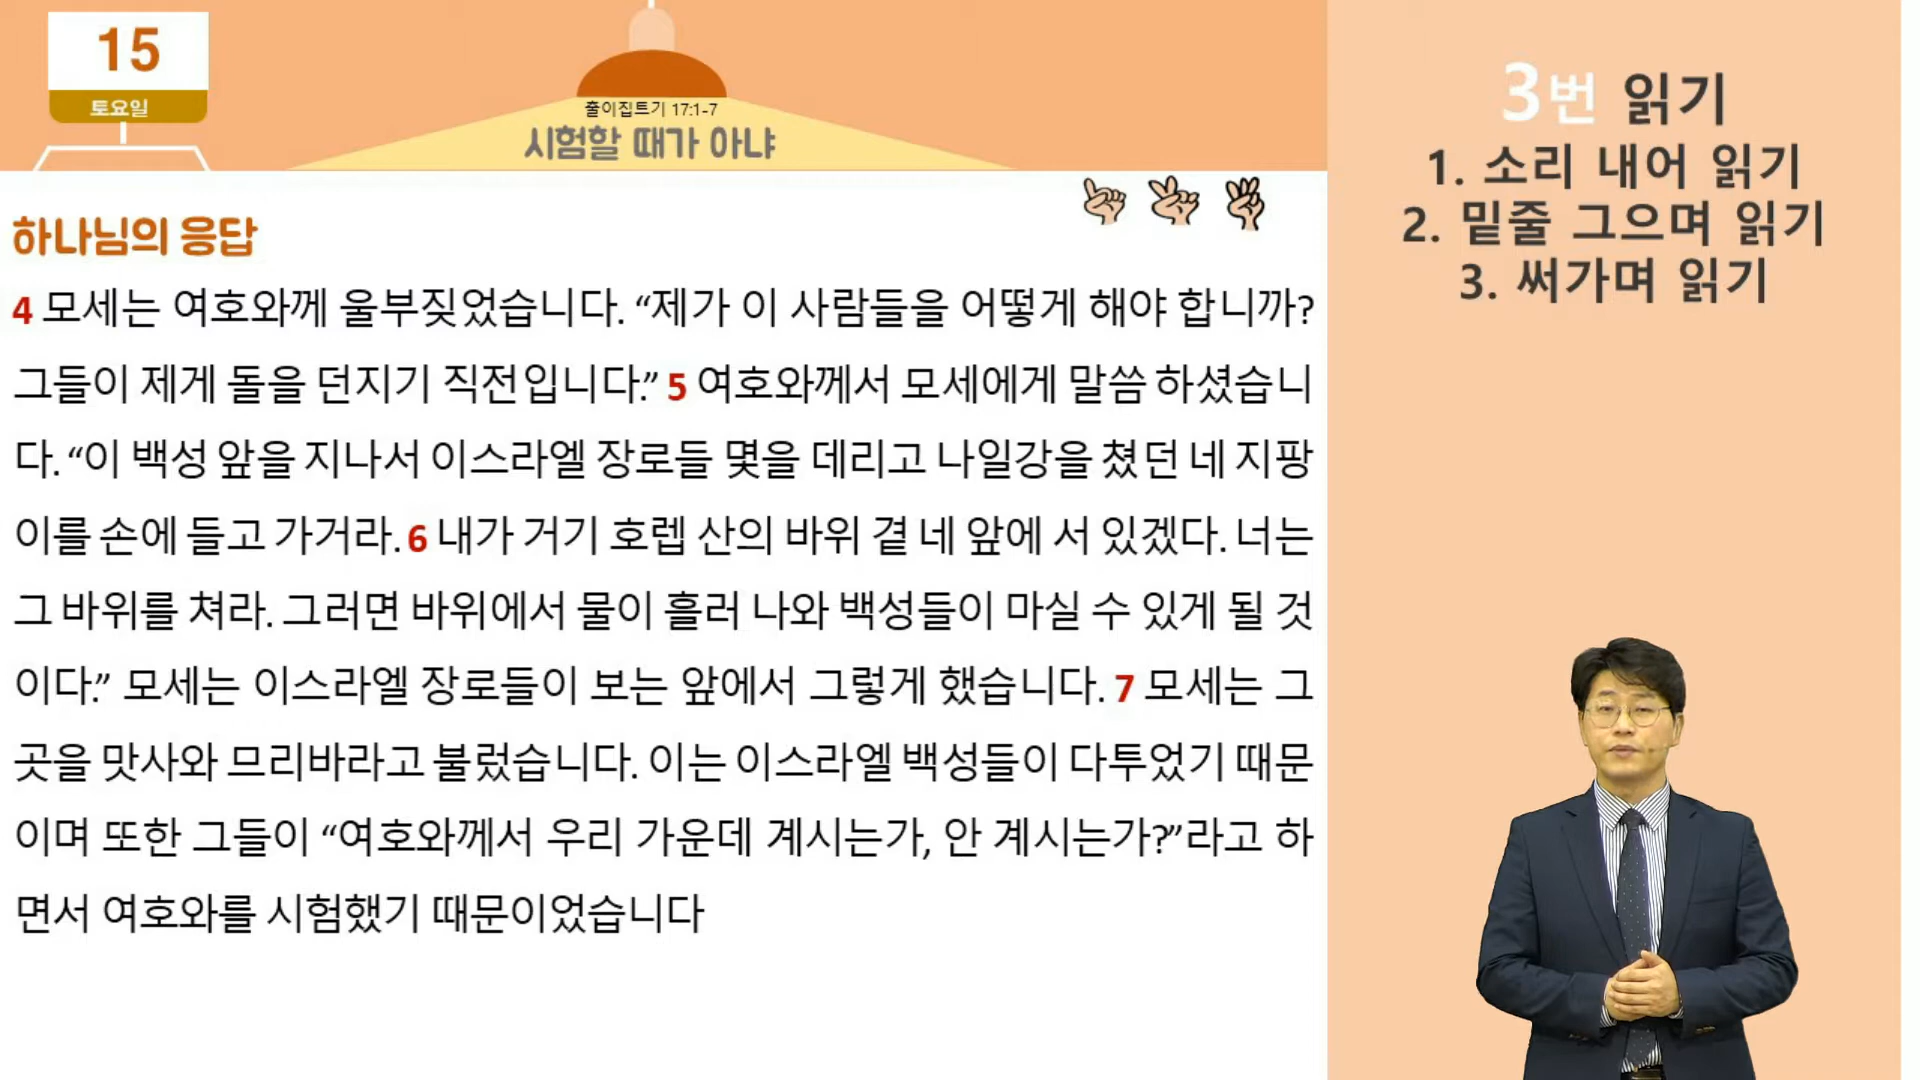 15
토요일
출이집트기 17:1-7
시험할 때가 아냐
하나님의 응답
4 모세는 여호와께 울부짖었습니다. “제가 이 사람들을 어떻게 해야 합니까?
그들이 제게 돌을 던지기 직전입니다.” 5 여호와께서 모세에게 말씀 하셨습니
다. “이 백성 앞을 지나서 이스라엘 장로들 몇을 데리고 나일강을 쳤던 네 지팡
이를 손에 들고 가거라. 6 내가 거기 호렙 산의 바위 곁 네 앞에 서 있겠다. 너는
그 바위를 쳐라. 그러면 바위에서 물이 흘러 나와 백성들이 마실 수 있게 될 것
이다.” 모세는 이스라엘 장로들이 보는 앞에서 그렇게 했습니다. 7 모세는 그
곳을 맛사와 므리바라고 불렀습니다. 이는 이스라엘 백성들이 다투었기 때문
이며 또한 그들이 “여호와께서 우리 가운데 계시는가, 안 계시는가?”라고 하
면서 여호와를 시험했기 때문이었습니다
3번 읽기
1. 소리 내어 읽기
2. 밑줄 그으며 읽기
3. 써가며 읽기